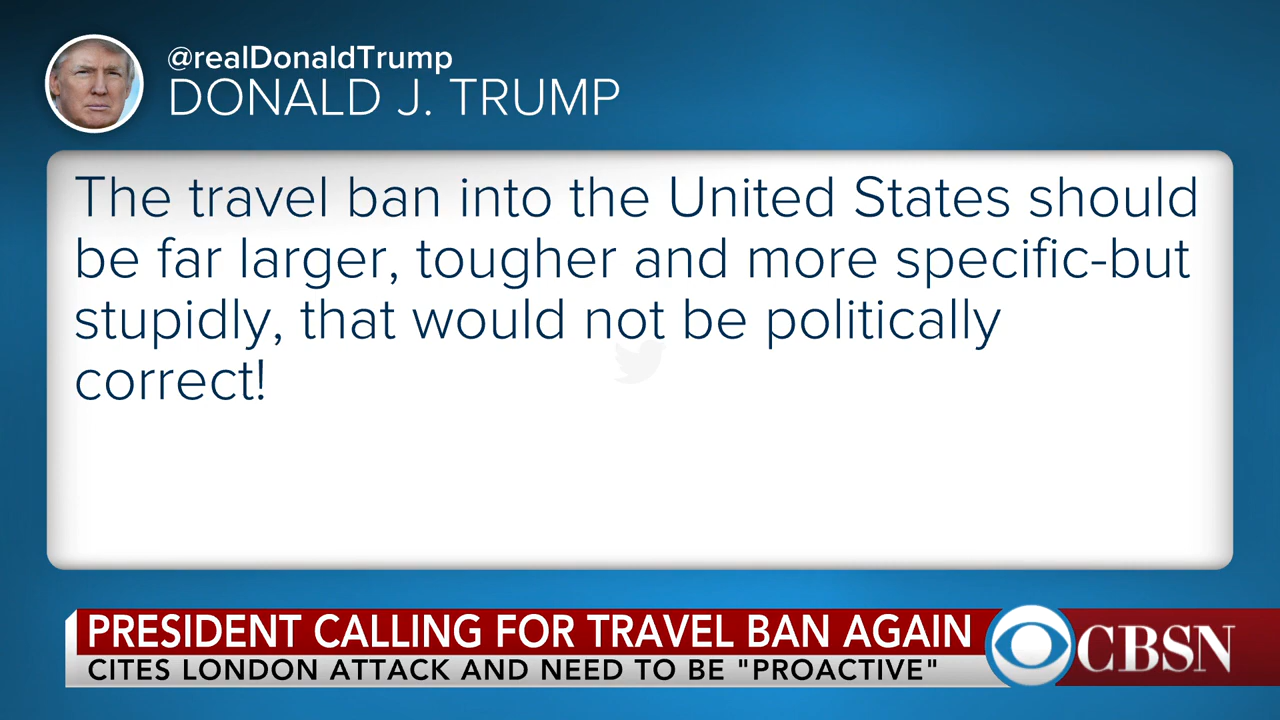 @realDonaldTrump
DONALD J. TRUMP
The travel ban into the United States should
be far larger, tougher and more specific-but
stupidly, that would not be politically
correct!
PRESIDENT CALLING FOR TRAVEL BAN AGAIN
CITES LONDON ATTACK AND NEED TO BE "PROACTIVE"
CBSN